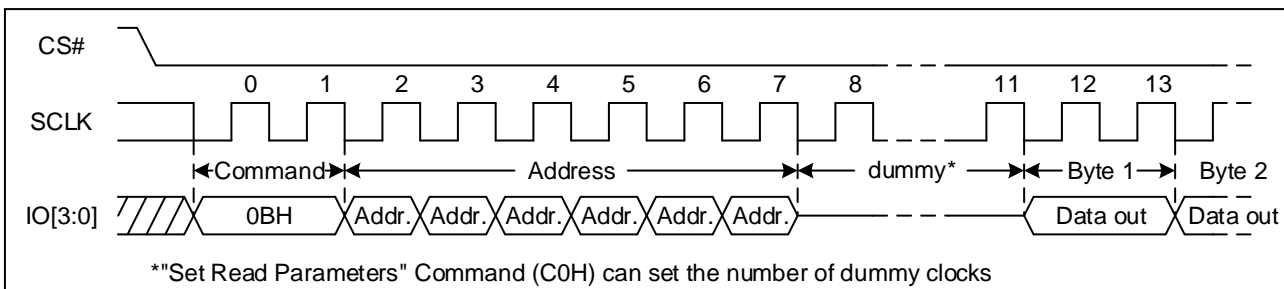 CS#
0 1 2 3 4 5 6 7 8 11 12 13
SCLK
Command Address dummy* Byte 1 Byte 2
IO[3:0] 0BH Addr. Addr. Addr. Addr. Addr. Addr. Data out Data out
*"Set Read Parameters" Command (C0H) can set the number of dummy clocks